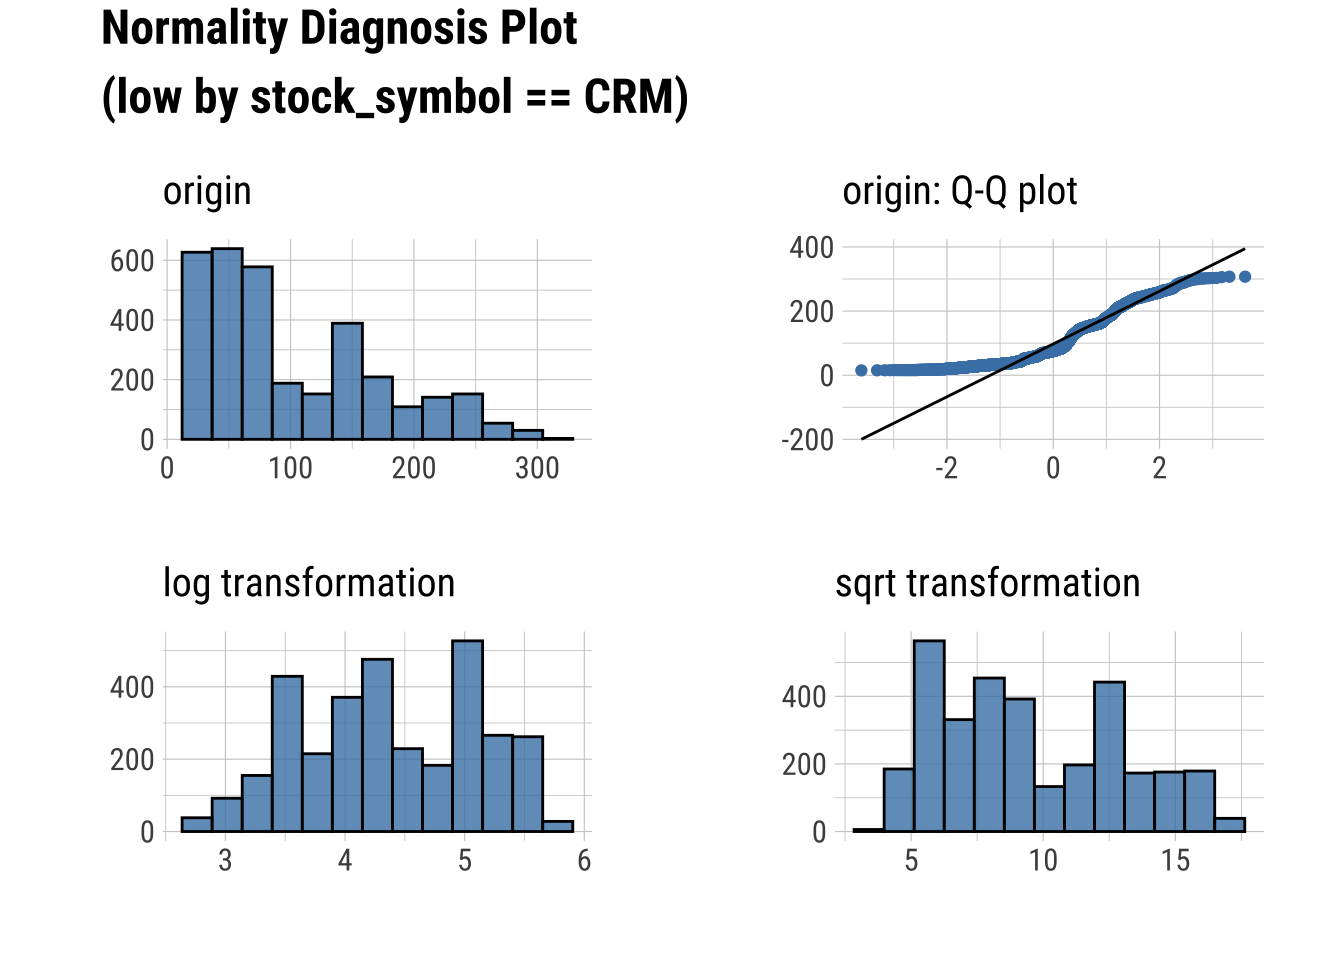 Normality Diagnosis Plot
(low by stock_symbol == CRM)
origin
600
400
200
0
0 100 200 300
origin: Q-Q plot
400
200
0
-200
-2 0 2
log transformation
400
200
0
3 4 5 6
sqrt transformation
400
200
0
5 10 15